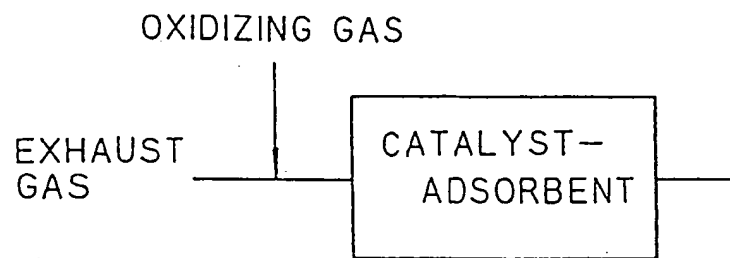 OXIDIZING GAS
EXHAUST
GAS
CATALYST-
ADSORBENT